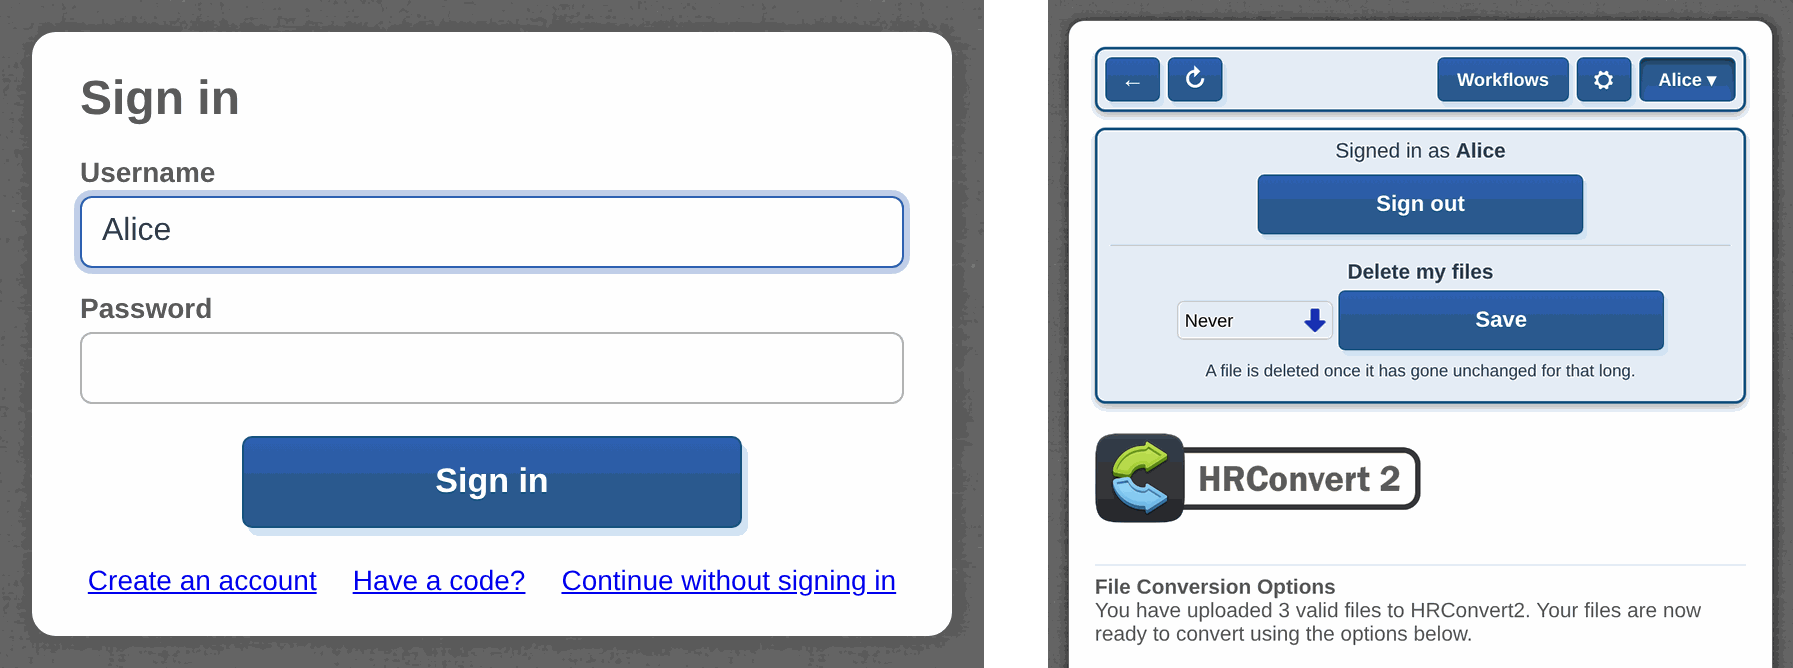 Sign in
Username
Alice
Password
Sign in
Create an account Have a code? Continue without signing in
← Workflows Alice ▾
Signed in as Alice
Sign out
Delete my files
Never Save
A file is deleted once it has gone unchanged for that long.
HRConvert 2
File Conversion Options
You have uploaded 3 valid files to HRConvert2. Your files are now
ready to convert using the options below.